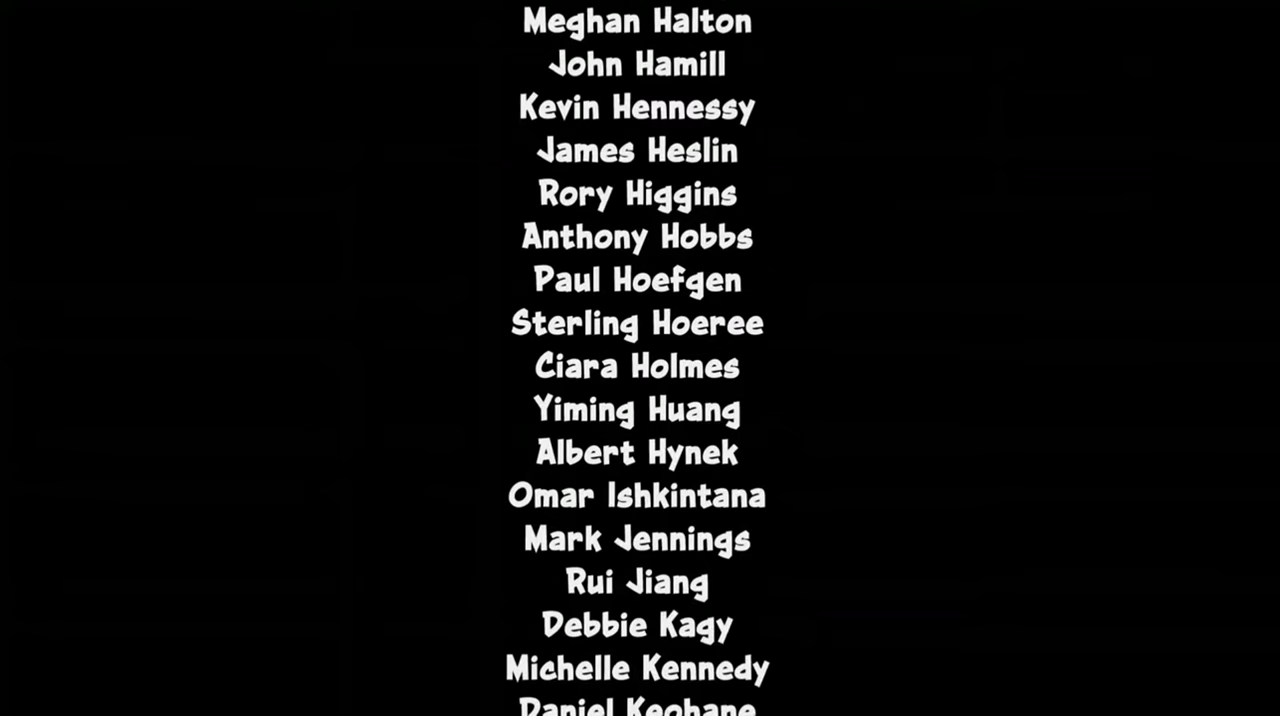 Meghan Halton
John Hamill
Kevin Hennessy
James Heslin
Rory Higgins
Anthony Hobbs
Paul Hoefgen
Sterling Hoeree
Ciara Holmes
Yiming Huang
Albert Hynek
Omar Ishkintana
Mark Jennings
Rui Jiang
Debbie Kagy
Michelle Kennedy
Daniel Keohane